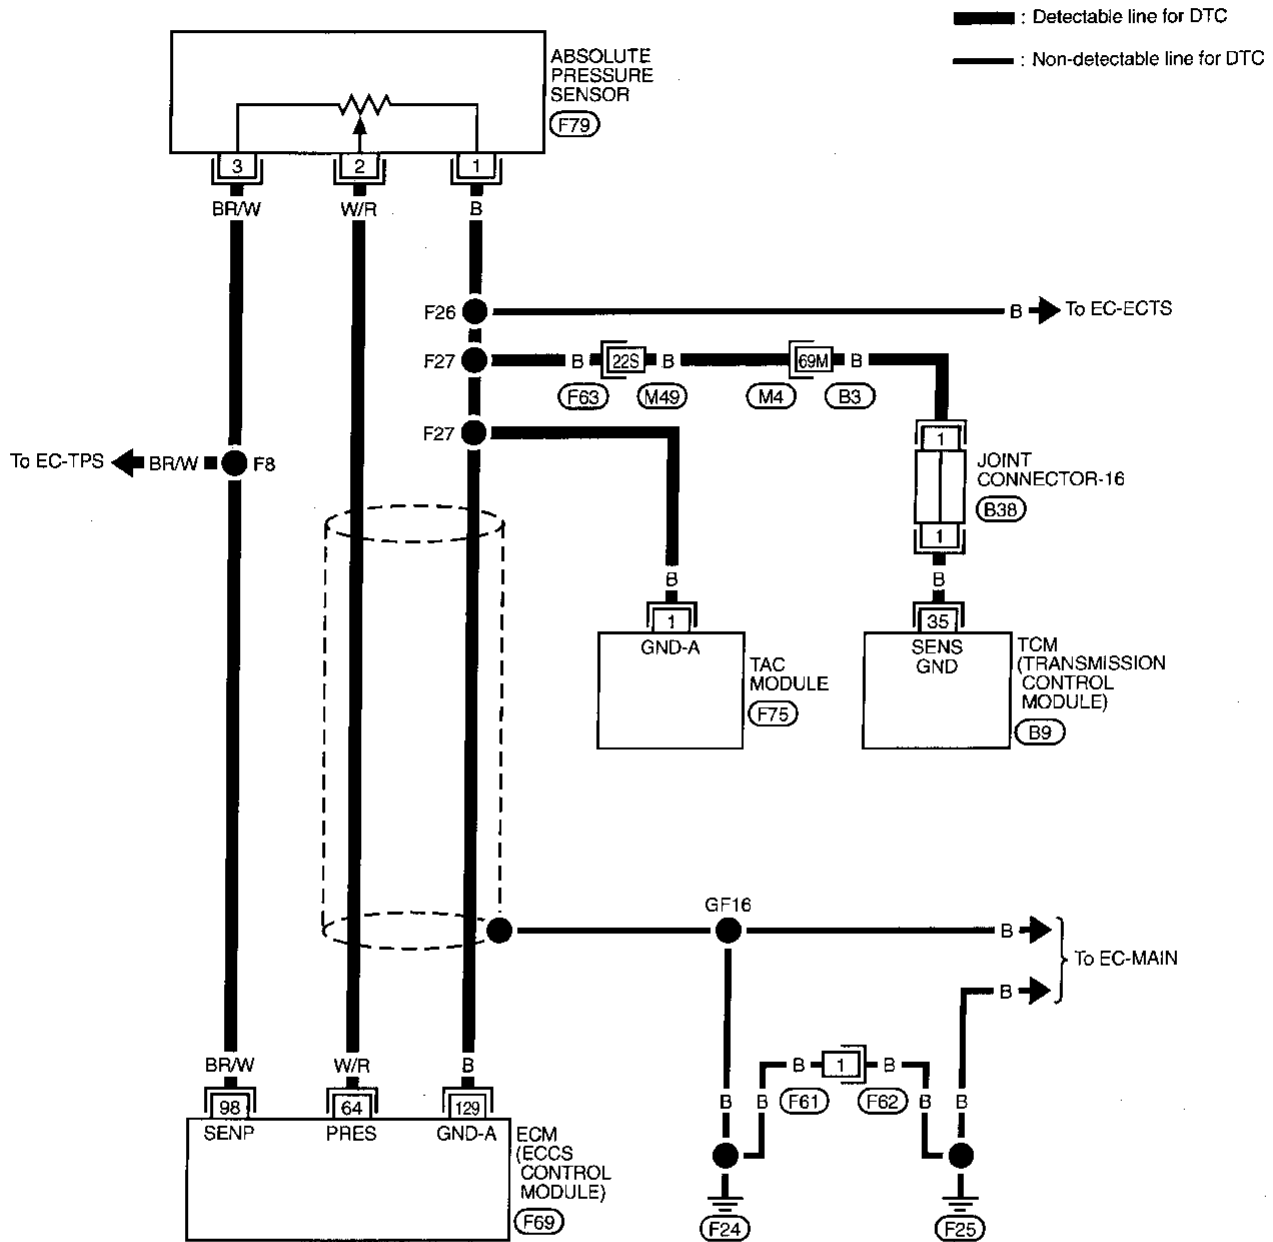 : Detectable line for DTC
: Non-detectable line for DTC
ABSOLUTE
PRESSURE
SENSOR
F79
3 2 1
BR/W W/R B
F26 B To EC-ECTS
F27 B 22S B 69M B
F63 M49 M4 B3
F27
1
To EC-TPS BR/W F8
JOINT
CONNECTOR-16
B38
1
B B
1 35
GND-A
SENS
GND
TAC
MODULE
F75
TCM
(TRANSMISSION
CONTROL
MODULE)
B9
GF16
B
To EC-MAIN
B
BR/W W/R B
B 1 B
F61 F62
B B B B
98 64 129
SENP PRES GND-A
ECM
(ECCS
CONTROL
MODULE)
F69
F24 F25